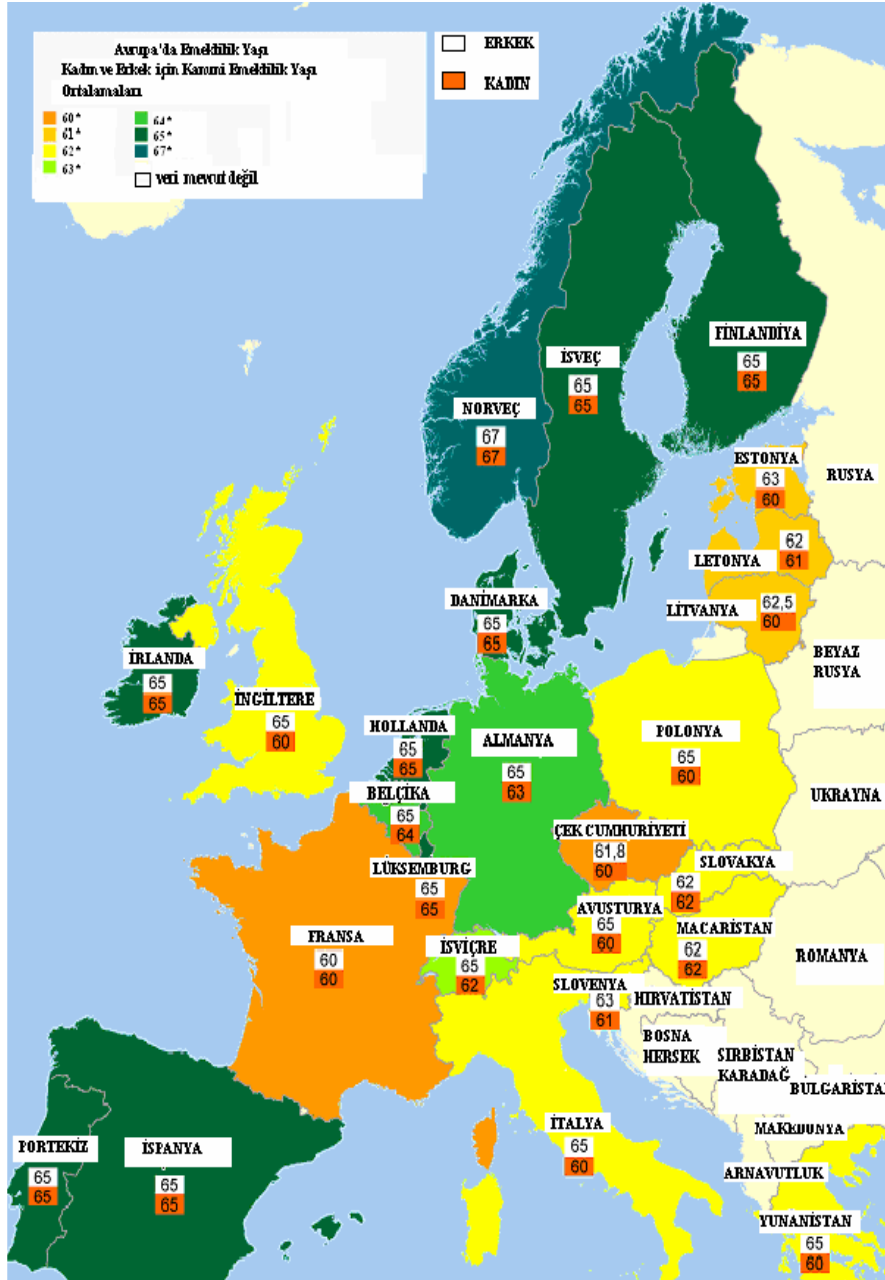 Avrupa'da Emeklilik Yaşı
Kadın ve Erkek için Kanuni Emeklilik Yaşı
Ortalamaları
60*
61*
62*
63*
64*
65*
67*
veri mevcut değil
ERKEK
KADIN
FİNLANDİYA
65
65
İSVEÇ
65
65
NORVEÇ
67
67
ESTONYA
63
60
RUSYA
LETONYA
62
61
DANİMARKA
65
65
LİTVANYA
62,5
60
BEYAZ
RUSYA
İRLANDA
65
65
İNGİLTERE
65
60
HOLLANDA
65
65
ALMANYA
65
63
POLONYA
65
60
UKRAYNA
BELÇİKA
65
64
ÇEK CUMHURİYETİ
61,8
60
LÜKSEMBURG
65
65
SLOVAKYA
62
62
AVUSTURYA
65
60
MACARİSTAN
62
62
FRANSA
60
60
İSVİÇRE
65
62
ROMANYA
SLOVENYA
63
61
HIRVATİSTAN
BOSNA
HERSEK
SIRBİSTAN
KARADAĞ
BULGARİSTAN
PORTEKİZ
65
65
İSPANYA
65
65
İTALYA
65
60
MAKEDUNYA
ARNAVUTLUK
YUNANİSTAN
65
60